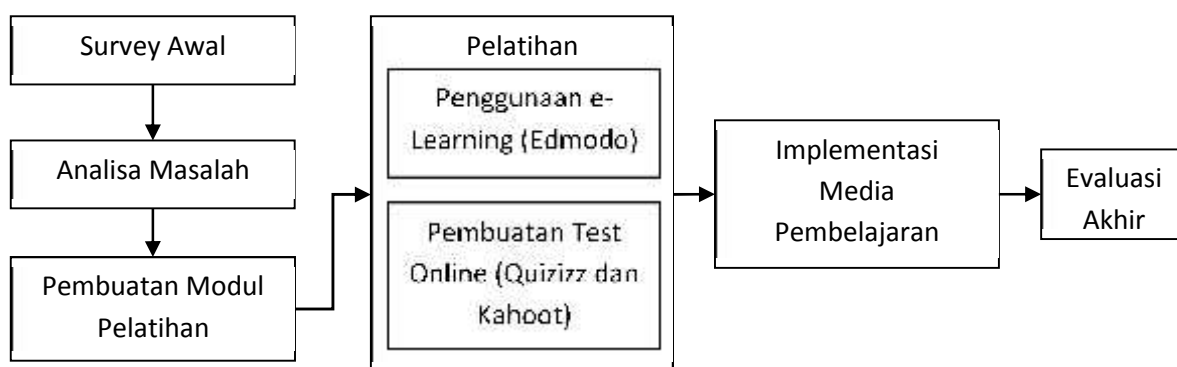 Survey Awal
Analisa Masalah
Pembuatan Modul
Pelatihan
Pelatihan
Penggunaan e-
Learning (Edmodo)
Pembuatan Test
Online (Quizizz dan
Kahoot)
Implementasi
Media
Pembelajaran
Evaluasi
Akhir